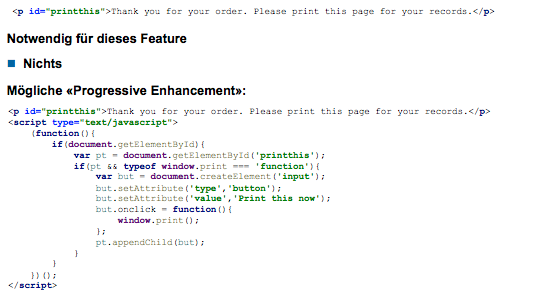 <p id="printthis">Thank you for your order. Please print this page for your records.</p>
Notwendig für dieses Feature
Nichts
Mögliche «Progressive Enhancement»:
<p id="printthis">Thank you for your order. Please print this page for your records.</p>
<script type="text/javascript">
(function(){
if(document.getElementById){
var pt = document.getElementById('printthis');
if(pt && typeof window.print === 'function'){
var but = document.createElement('input');
but.setAttribute('type','button');
but.setAttribute('value','Print this now');
but.onclick = function(){
window.print();
};
pt.appendChild(but);
}
}
})();
</script>